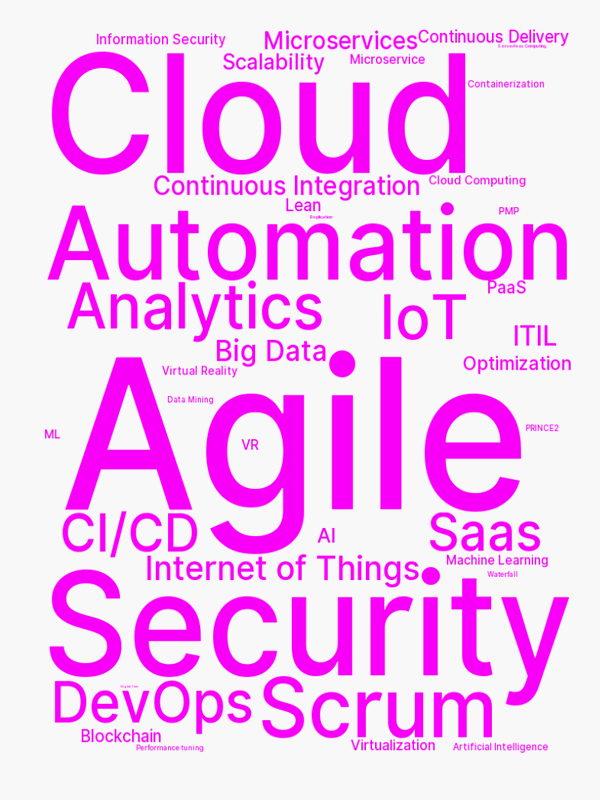 Information Security
Microservices
Continuous Delivery
Serverless Computing
Scalability
Microservice
Cloud
Containerization
Continuous Integration
Cloud Computing
Lean
PMP
Automation
Analytics
IoT
PaaS
ITIL
Big Data
Optimization
Virtual Reality
Data Mining
Agile
ML
VR
PRINCE2
CI/CD
AI
Saas
Machine Learning
Internet of Things
Waterfall
Security
DevOps
Scrum
Blockchain
Performance tuning
Virtualization
Artificial Intelligence